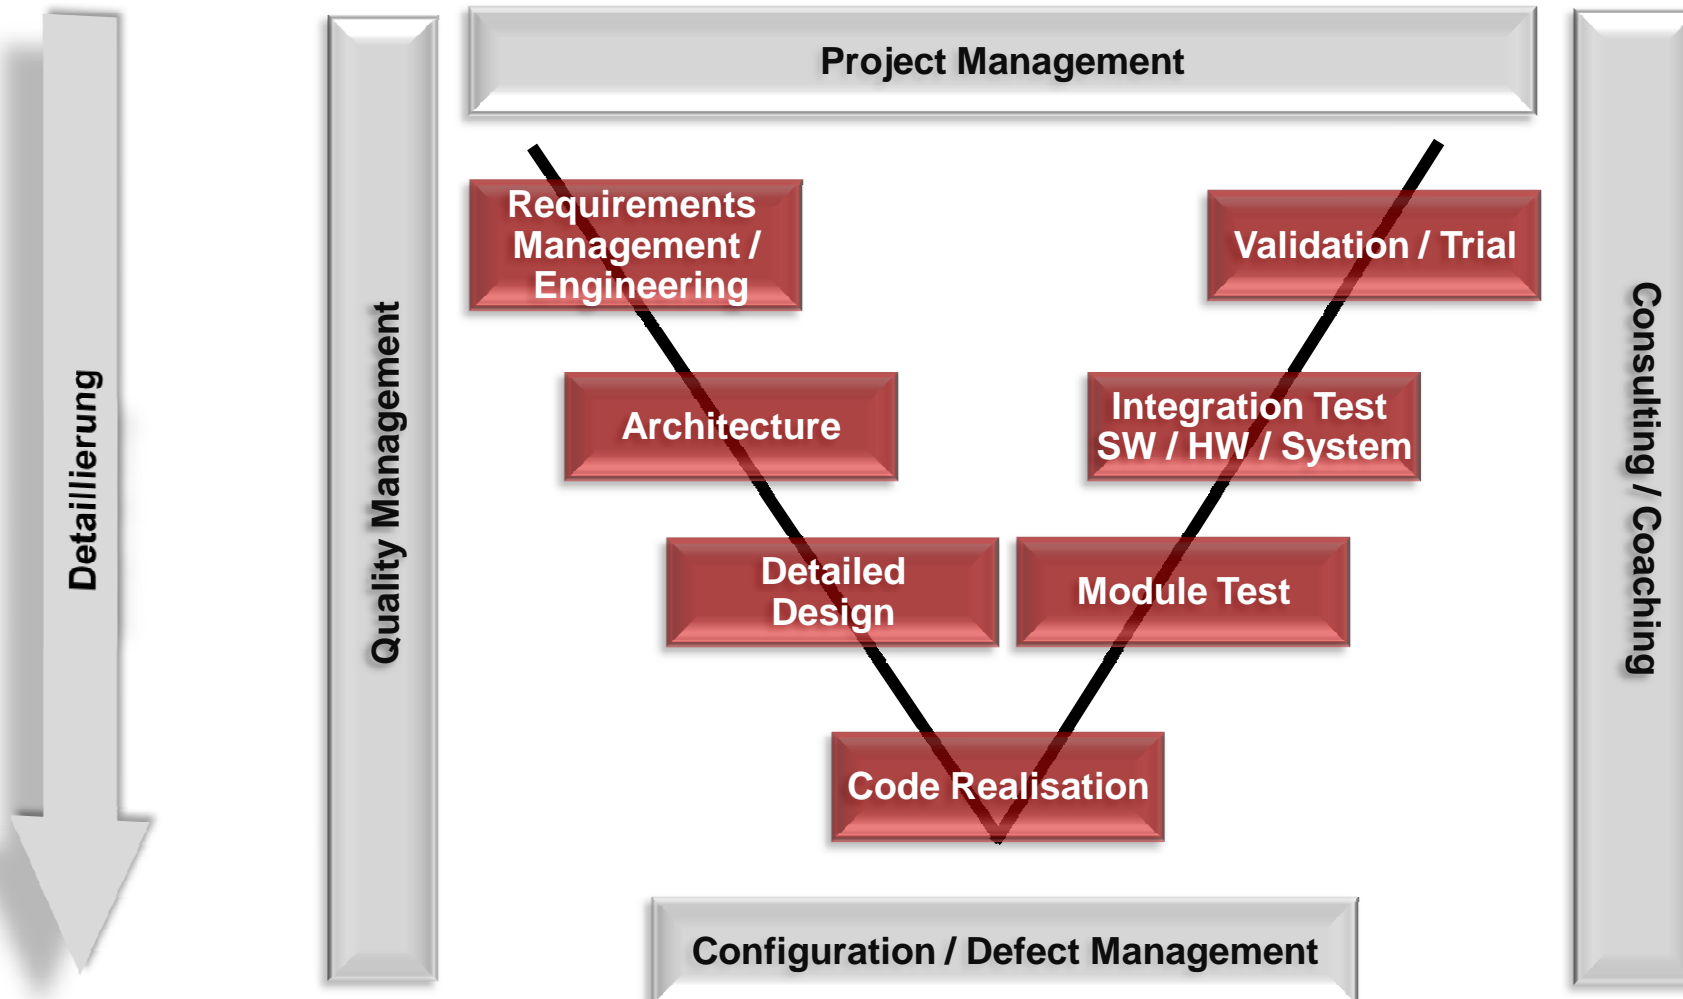 Project Management
Detaillierung
Quality Management
Requirements
Management /
Engineering
Validation / Trial
Architecture
Integration Test
SW / HW / System
Detailed
Design
Module Test
Code Realisation
Configuration / Defect Management
Consulting / Coaching